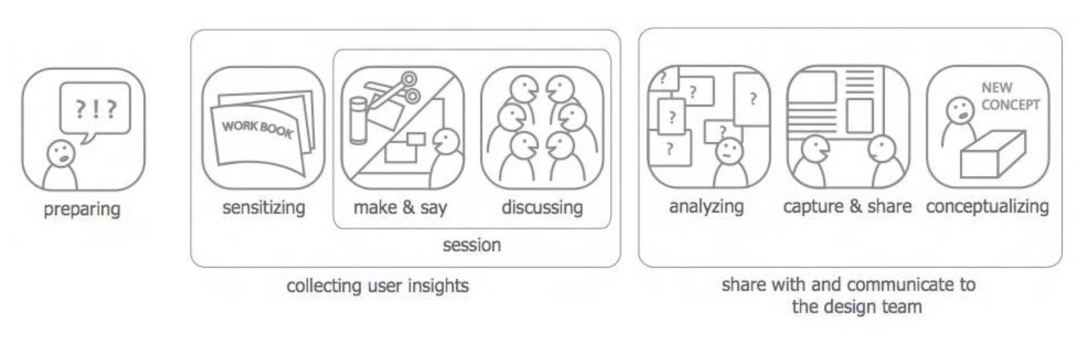 ?!?
preparing
WORK BOOK
sensitizing
make & say
discussing
session
collecting user insights
?
?
?
?
?
?
analyzing
capture & share
NEW
CONCEPT
conceptualizing
share with and communicate to
the design team